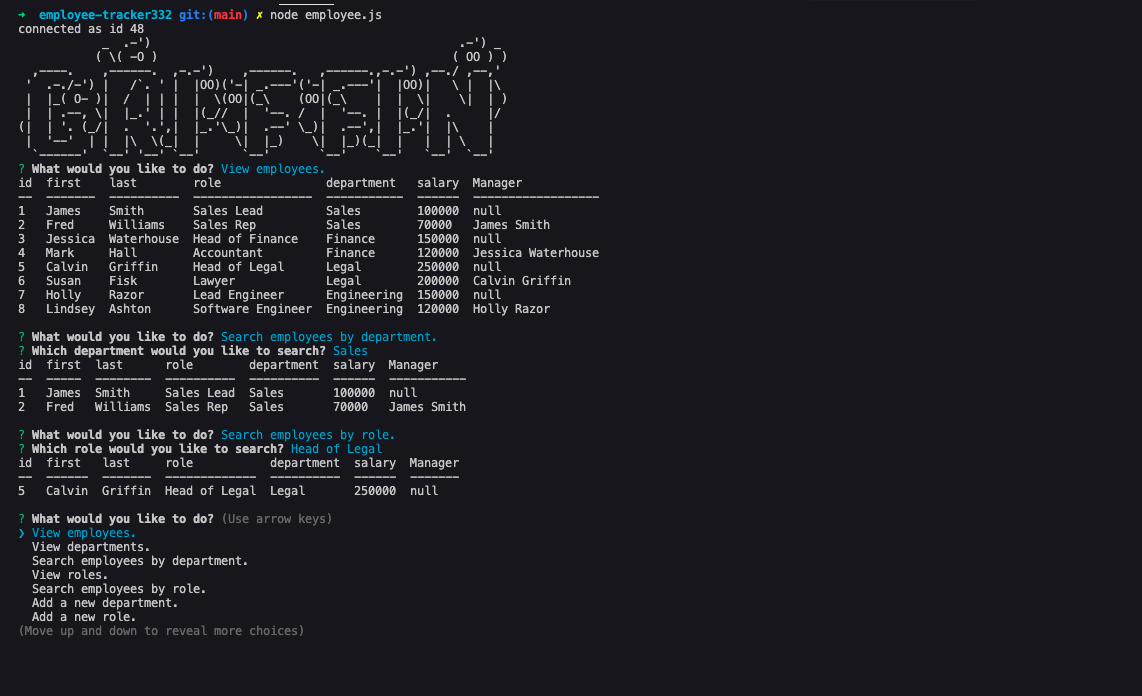 → employee-tracker332 git:(main) ✗ node employee.js
connected as id 48
GREEN
? What would you like to do? View employees.
id  first    last        role               department   salary  Manager
--  -------  ----------  -----------------  -----------  ------  ------------------
1   James    Smith       Sales Lead         Sales        100000  null
2   Fred     Williams    Sales Rep          Sales        70000   James Smith
3   Jessica  Waterhouse  Head of Finance    Finance      150000  null
4   Mark     Hall        Accountant         Finance      120000  Jessica Waterhouse
5   Calvin   Griffin     Head of Legal      Legal        250000  null
6   Susan    Fisk        Lawyer             Legal        200000  Calvin Griffin
7   Holly    Razor       Lead Engineer      Engineering  150000  null
8   Lindsey  Ashton      Software Engineer  Engineering  120000  Holly Razor
? What would you like to do? Search employees by department.
? Which department would you like to search? Sales
id  first  last      role        department  salary  Manager
--  -----  --------  ----------  ----------  ------  -----------
1   James  Smith     Sales Lead  Sales       100000  null
2   Fred   Williams  Sales Rep   Sales       70000   James Smith
? What would you like to do? Search employees by role.
? Which role would you like to search? Head of Legal
id  first   last     role           department  salary  Manager
--  ------  -------  -------------  ----------  ------  -------
5   Calvin  Griffin  Head of Legal  Legal       250000  null
? What would you like to do? (Use arrow keys)
❯ View employees.
View departments.
Search employees by department.
View roles.
Search employees by role.
Add a new department.
Add a new role.
(Move up and down to reveal more choices)